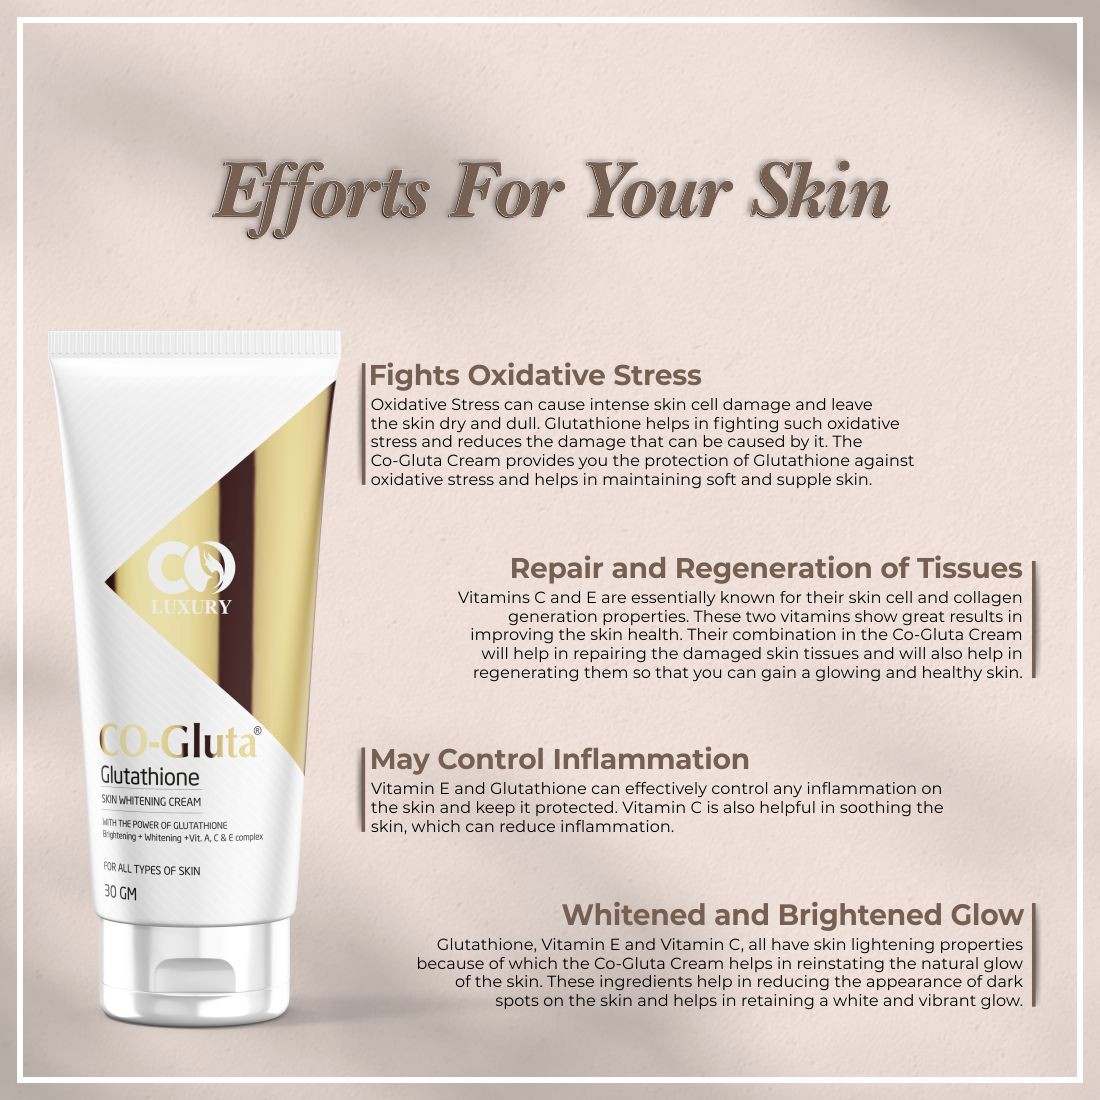 Efforts For Your Skin
Fights Oxidative Stress
Oxidative Stress can cause intense skin cell damage and leave
the skin dry and dull. Glutathione helps in fighting such oxidative
stress and reduces the damage that can be caused by it. The
Co-Gluta Cream provides you the protection of Glutathione against
oxidative stress and helps in maintaining soft and supple skin.
Repair and Regeneration of Tissues
Vitamins C and E are essentially known for their skin cell and collagen
generation properties. These two vitamins show great results in
improving the skin health. Their combination in the Co-Gluta Cream
will help in repairing the damaged skin tissues and will also help in
regenerating them so that you can gain a glowing and healthy skin.
May Control Inflammation
Vitamin E and Glutathione can effectively control any inflammation on
the skin and keep it protected. Vitamin C is also helpful in soothing the
skin, which can reduce inflammation.
Whitened and Brightened Glow
Glutathione, Vitamin E and Vitamin C, all have skin lightening properties
because of which the Co-Gluta Cream helps in reinstating the natural glow
of the skin. These ingredients help in reducing the appearance of dark
spots on the skin and helps in retaining a white and vibrant glow.
CO
LUXURY
CO-Gluta®
Glutathione
SKIN WHITENING CREAM
WITH THE POWER OF GLUTATHIONE
Brightening + Whitening +Vit. A, C & E complex
FOR ALL TYPES OF SKIN
30 GM